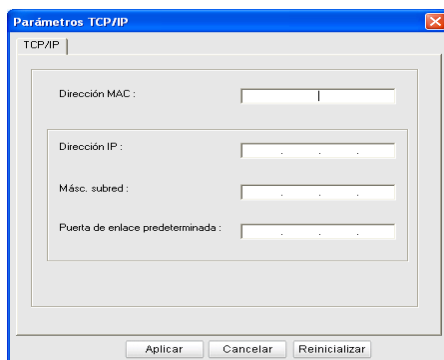 Parámetros TCP/IP
TCP/IP
Dirección MAC :
Dirección IP :
. . .
Másc. subred :
. . .
Puerta de enlace predeterminada :
. . .
Aplicar Cancelar Reinicializar